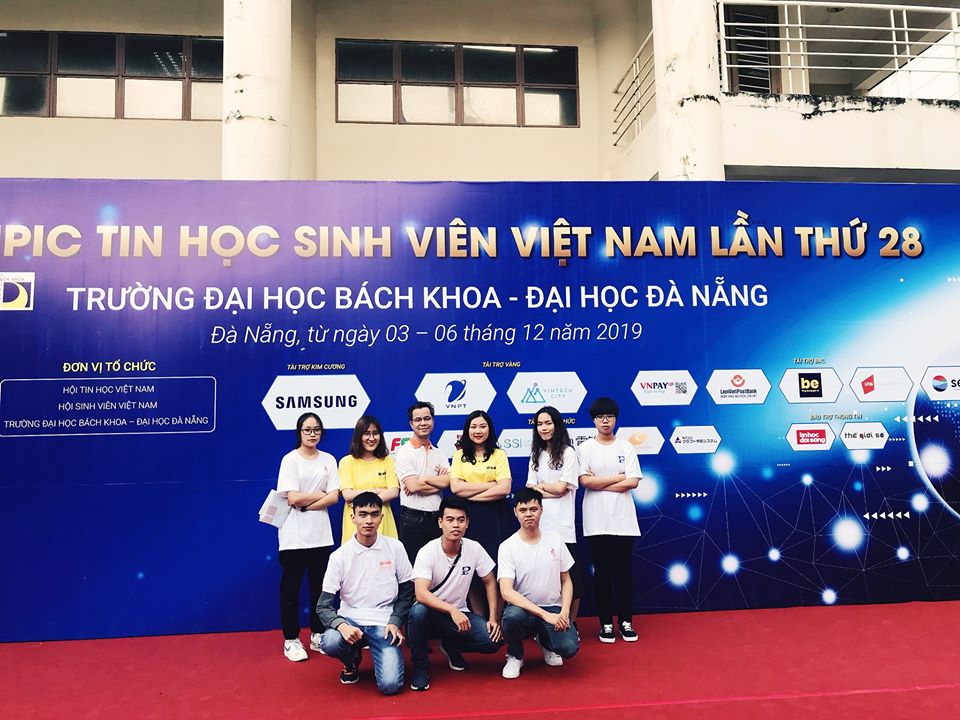 PIC TIN HỌC SINH VIÊN VIỆT NAM LẦN THỨ 28
TRƯỜNG ĐẠI HỌC BÁCH KHOA - ĐẠI HỌC ĐÀ NẴNG
Đà Nẵng, từ ngày 03 – 06 tháng 12 năm 2019
ĐƠN VỊ TỔ CHỨC
HỘI TIN HỌC VIỆT NAM
HỘI SINH VIÊN VIỆT NAM
TRƯỜNG ĐẠI HỌC BÁCH KHOA – ĐẠI HỌC ĐÀ NẴNG
TÀI TRỢ KIM CƯƠNG
SAMSUNG
TÀI TRỢ VÀNG
VNPT
VINTECH
CITY
TÀI TRỢ BẠC
VNPAY
LienVietPostBank
be
SSI
BẢO TRỢ THÔNG TIN
tinhọc
đờisống
thế giới số